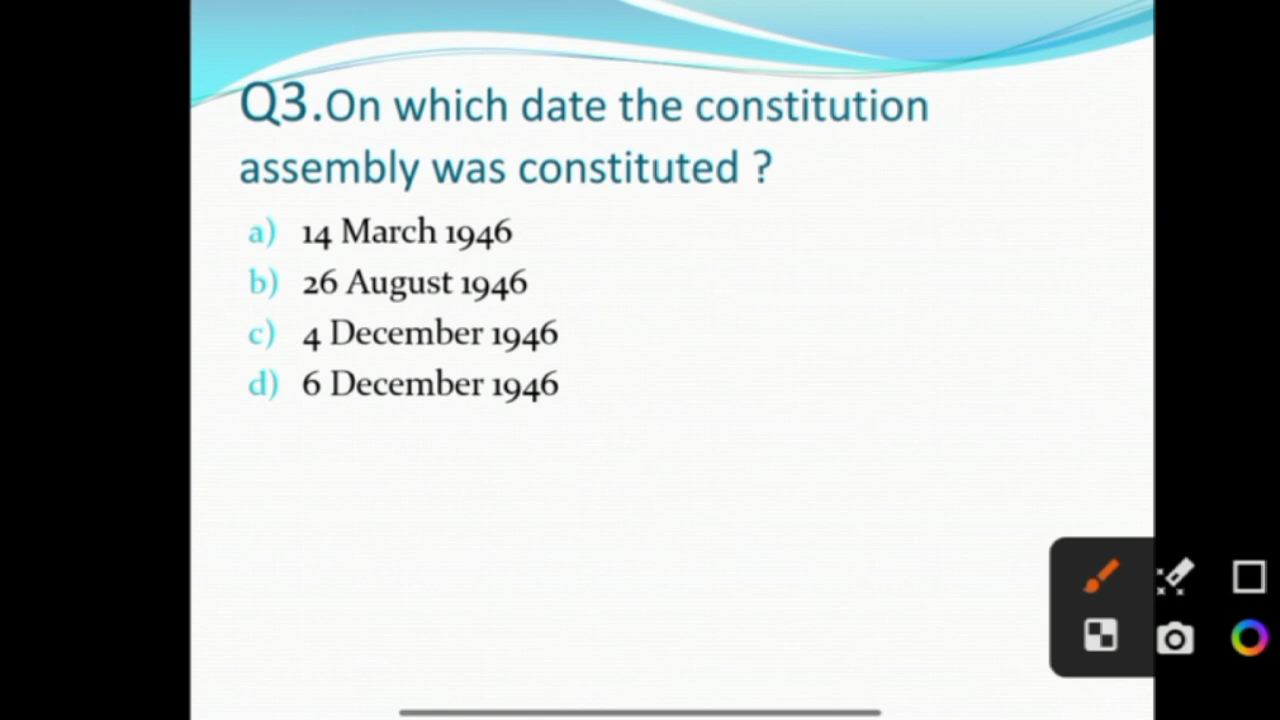 Q3.On which date the constitution
assembly was constituted ?
a) 14 March 1946
b) 26 August 1946
c) 4 December 1946
d) 6 December 1946